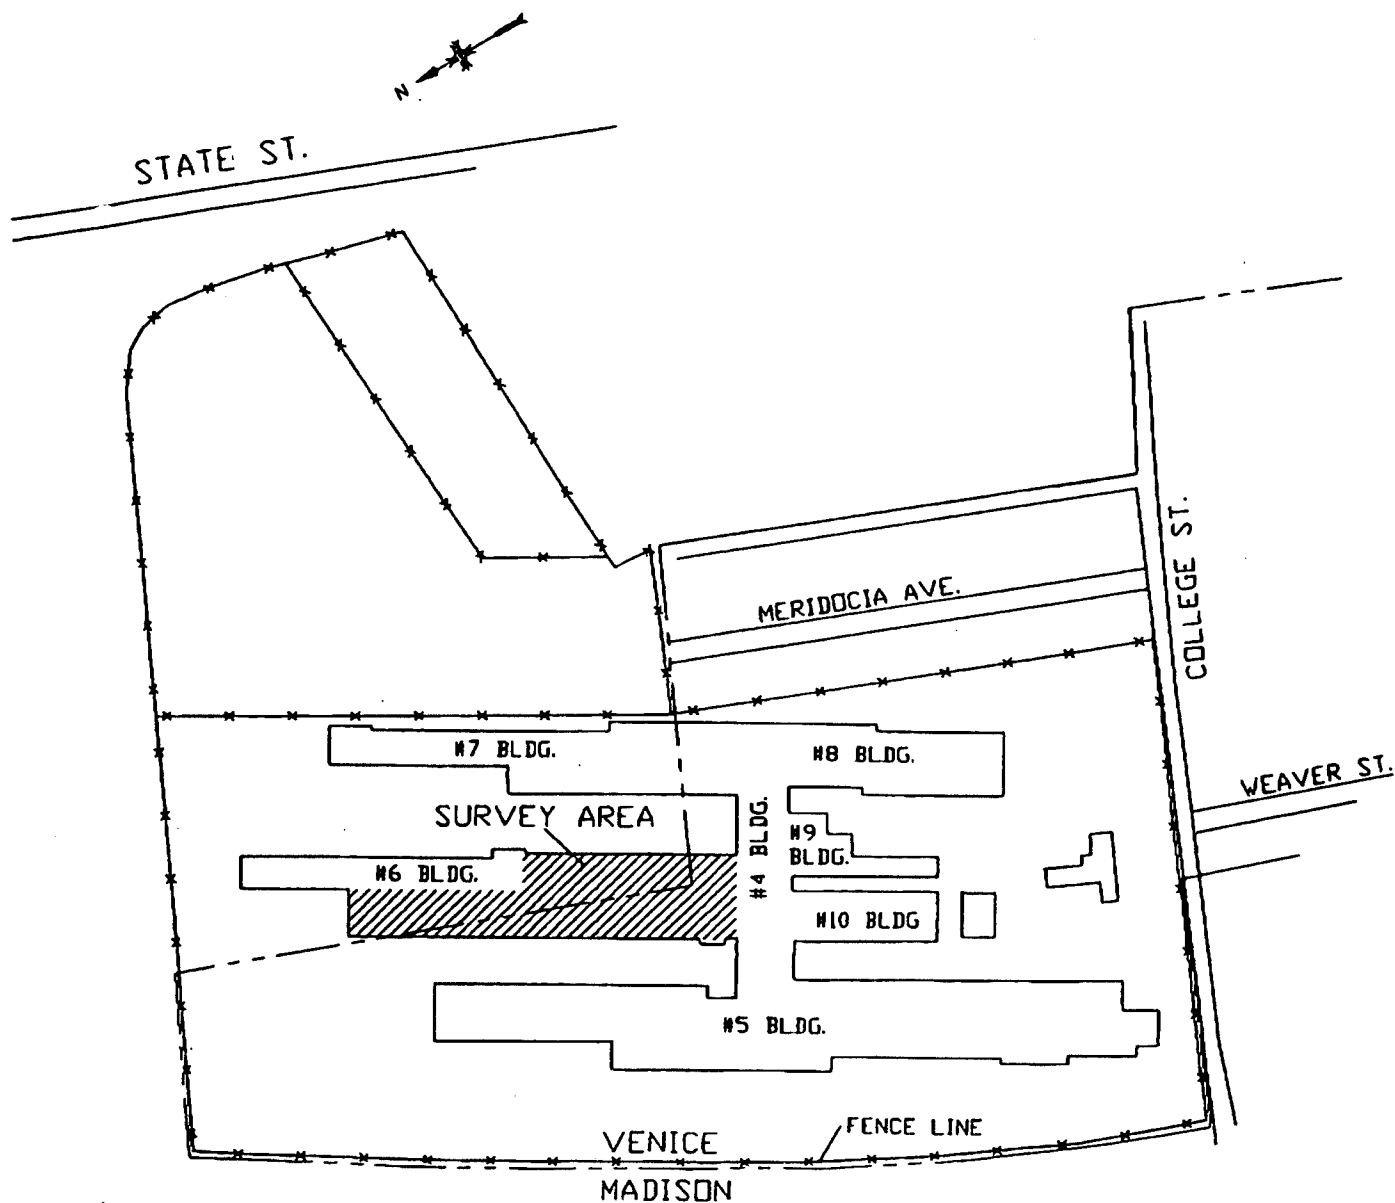 N
STATE ST.
COLLEGE ST.
MERIDOCIA AVE.
#7 BLDG.
#8 BLDG.
WEAVER ST.
SURVEY AREA
#4 BLDG.
#9
BLDG.
#6 BLDG.
#10 BLDG
#5 BLDG.
FENCE LINE
VENICE
MADISON